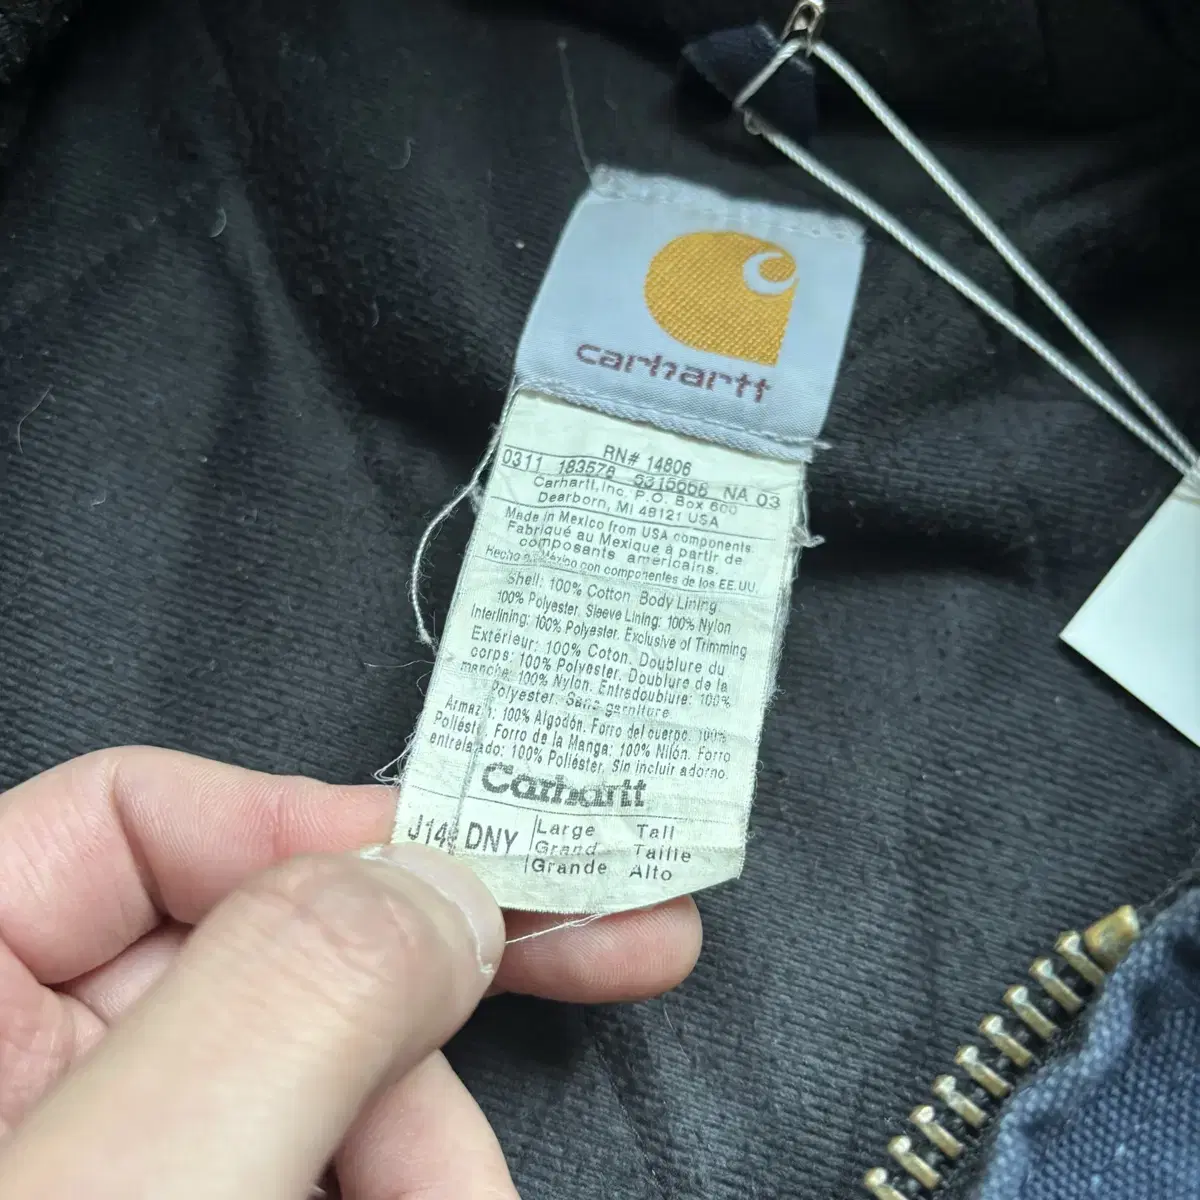 carhartt
RN# 14806
0311 183578 5315668 NA 03
Carhartt, Inc. P.O. Box 600
Dearborn, MI 48121 USA
Made in Mexico from USA components.
Fabriqué au Mexique à partir de
composants américains.
Hecho en México con componentes de los EE.UU.
Shell: 100% Cotton Body Lining:
100% Polyester, Sleeve Lining: 100% Nylon
Interlining: 100% Polyester, Exclusive of Trimming
Extérieur: 100% Coton. Doublure du
corps: 100% Polyester. Doublure de la
manche: 100% Nylon. Entredoublure: 100%
Polyester. Sans garniture
100% Algodón. Forro del cuerpo: 100%
Forro de la Manga: 100% Nilón. Forro
100% Poliéster, Sin incluir adorno.
Carhartt
DNY
Large Tall
Grand Taille
Grande Alto